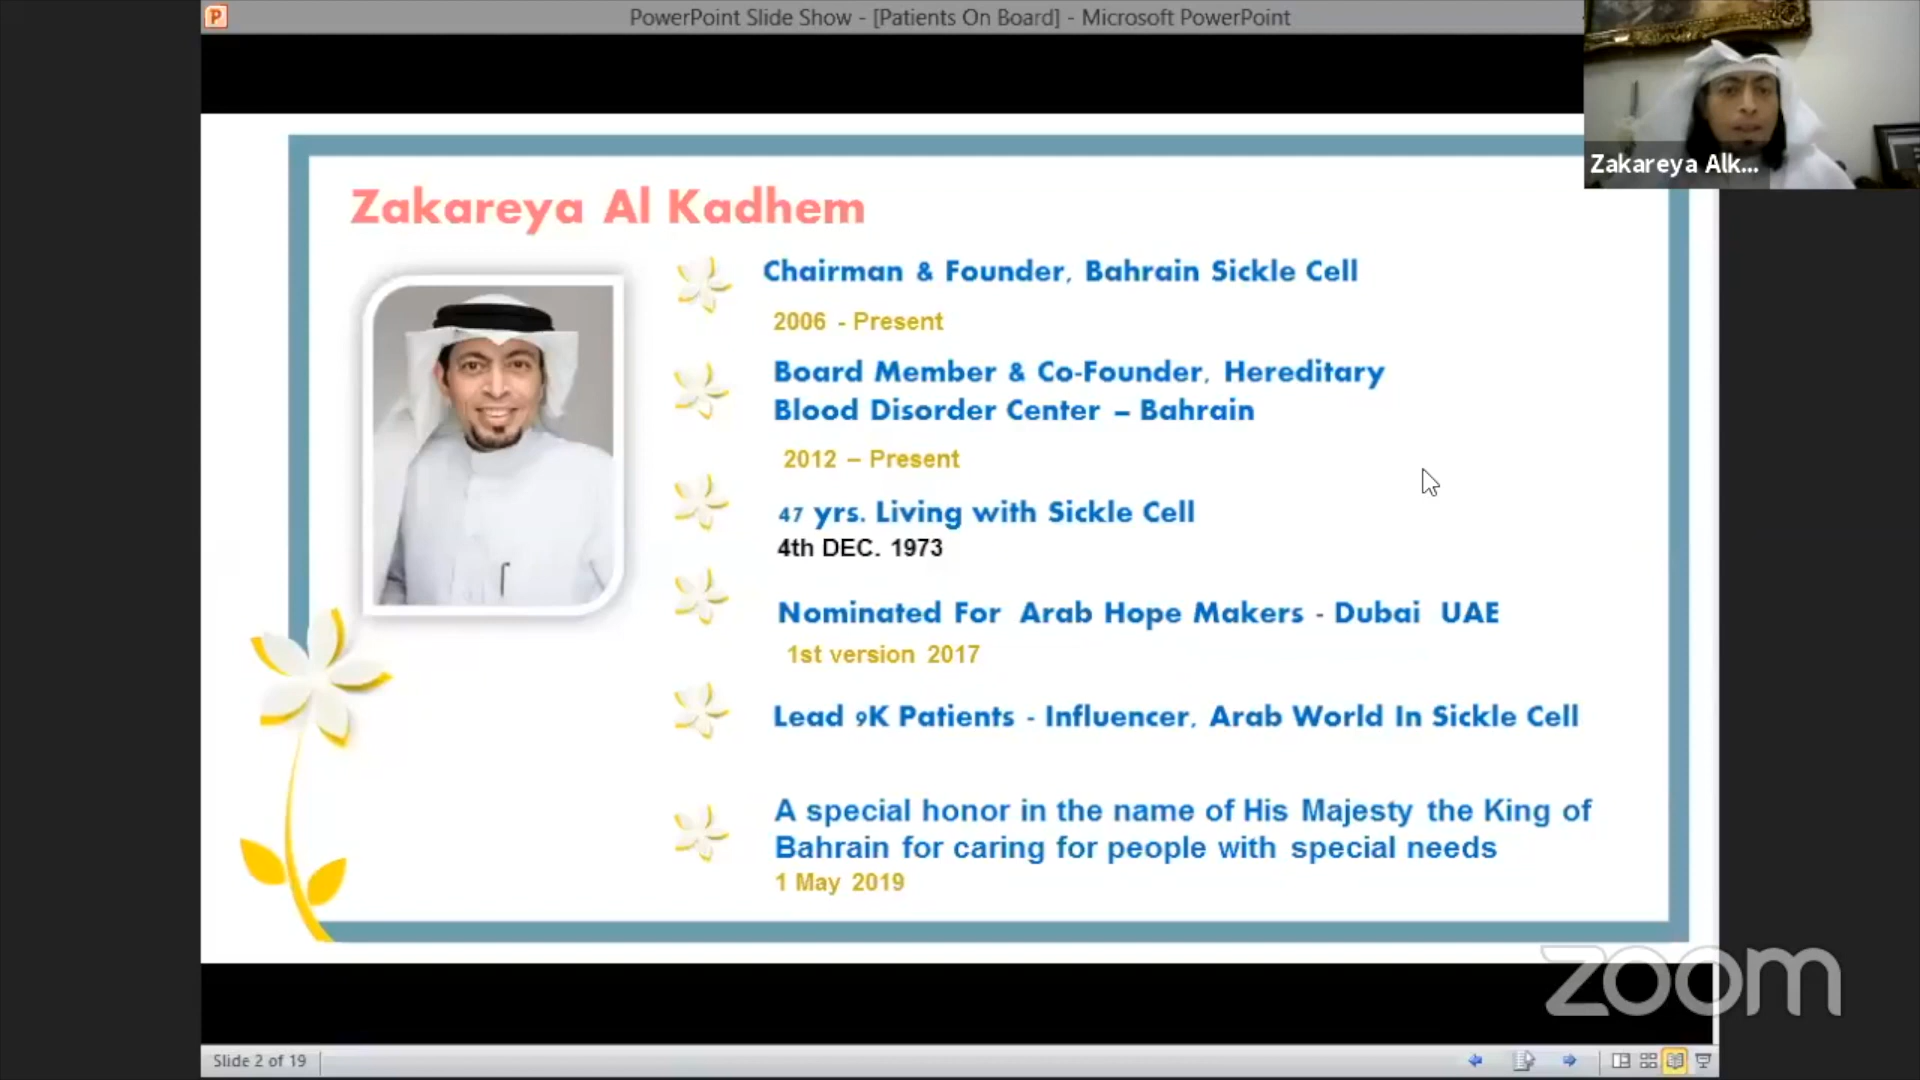 PowerPoint Slide Show - [Patients On Board] - Microsoft PowerPoint
Zakareya Alk...
Zakareya Al Kadhem
Chairman & Founder, Bahrain Sickle Cell
2006 - Present
Board Member & Co-Founder, Hereditary
Blood Disorder Center – Bahrain
2012 – Present
47 yrs. Living with Sickle Cell
4th DEC. 1973
Nominated For Arab Hope Makers - Dubai UAE
1st version 2017
Lead 9K Patients - Influencer, Arab World In Sickle Cell
A special honor in the name of His Majesty the King of
Bahrain for caring for people with special needs
1 May 2019
zoom
Slide 2 of 19